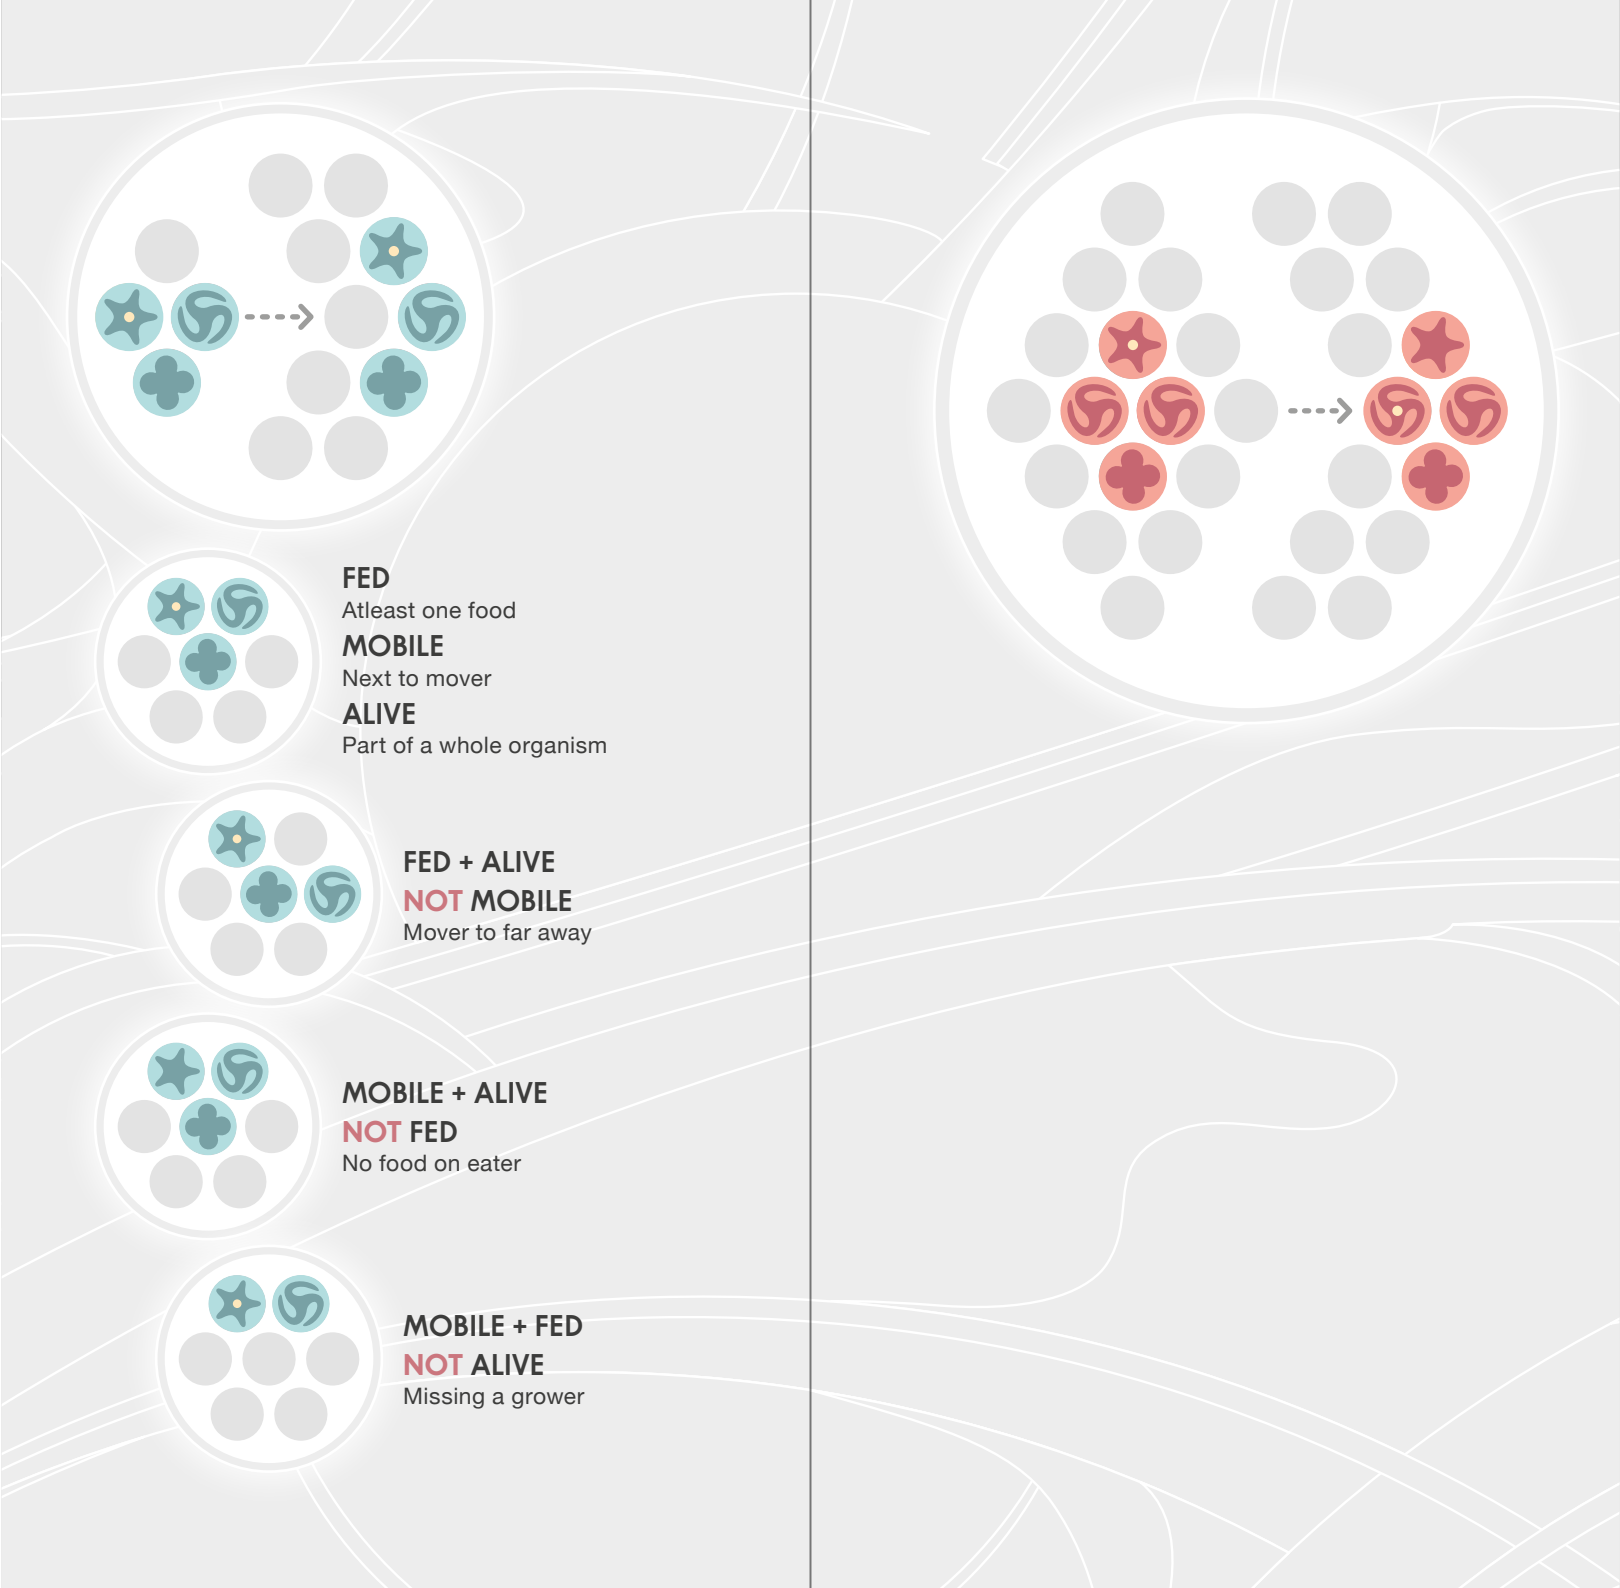 FED
Atleast one food
MOBILE
Next to mover
ALIVE
Part of a whole organism
FED + ALIVE
NOT MOBILE
Mover to far away
MOBILE + ALIVE
NOT FED
No food on eater
MOBILE + FED
NOT ALIVE
Missing a grower